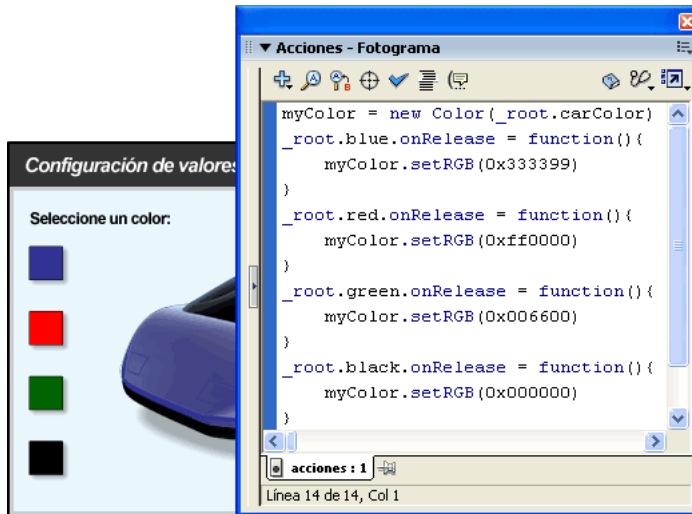 Acciones - Fotograma
myColor = new Color(_root.carColor)
_root.blue.onRelease = function(){
myColor.setRGB(0x333399)
}
_root.red.onRelease = function(){
myColor.setRGB(0xff0000)
}
_root.green.onRelease = function(){
myColor.setRGB(0x006600)
}
_root.black.onRelease = function(){
myColor.setRGB(0x000000)
}
acciones : 1
Línea 14 de 14, Col 1
Configuración de valores
Seleccione un color: